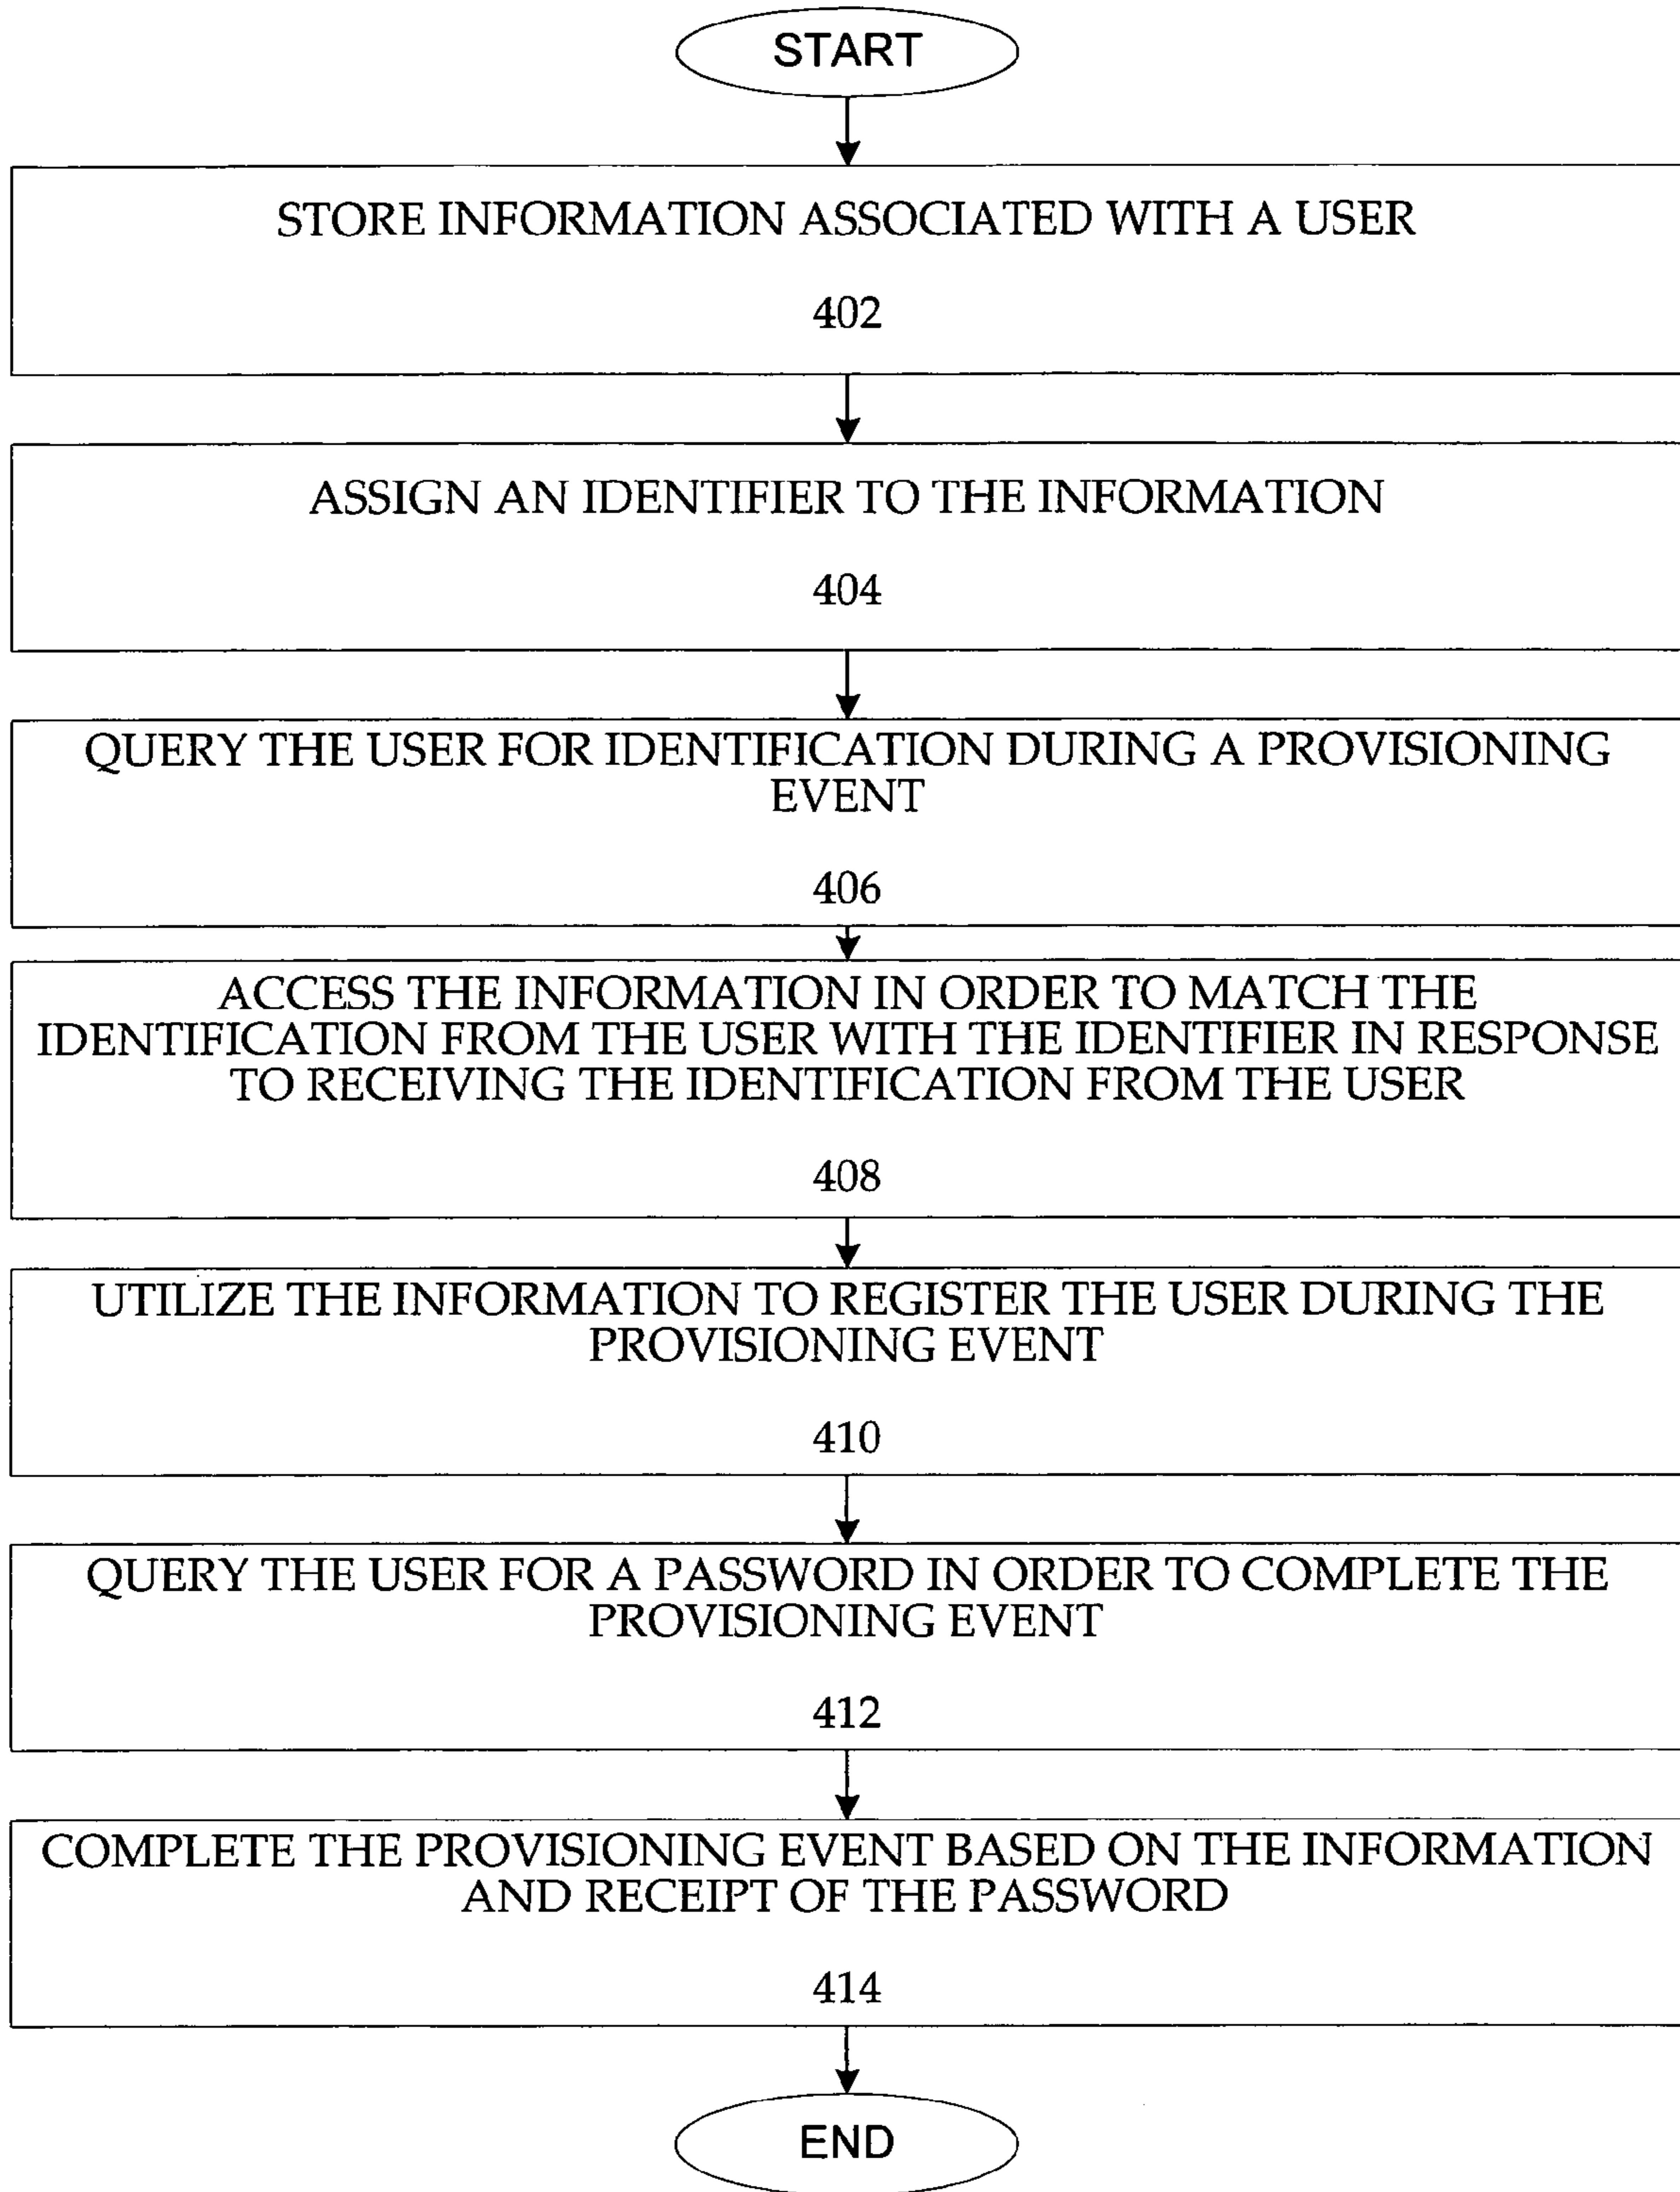 START
STORE INFORMATION ASSOCIATED WITH A USER
402
ASSIGN AN IDENTIFIER TO THE INFORMATION
404
QUERY THE USER FOR IDENTIFICATION DURING A PROVISIONING
EVENT
406
ACCESS THE INFORMATION IN ORDER TO MATCH THE
IDENTIFICATION FROM THE USER WITH THE IDENTIFIER IN RESPONSE
TO RECEIVING THE IDENTIFICATION FROM THE USER
408
UTILIZE THE INFORMATION TO REGISTER THE USER DURING THE
PROVISIONING EVENT
410
QUERY THE USER FOR A PASSWORD IN ORDER TO COMPLETE THE
PROVISIONING EVENT
412
COMPLETE THE PROVISIONING EVENT BASED ON THE INFORMATION
AND RECEIPT OF THE PASSWORD
414
END